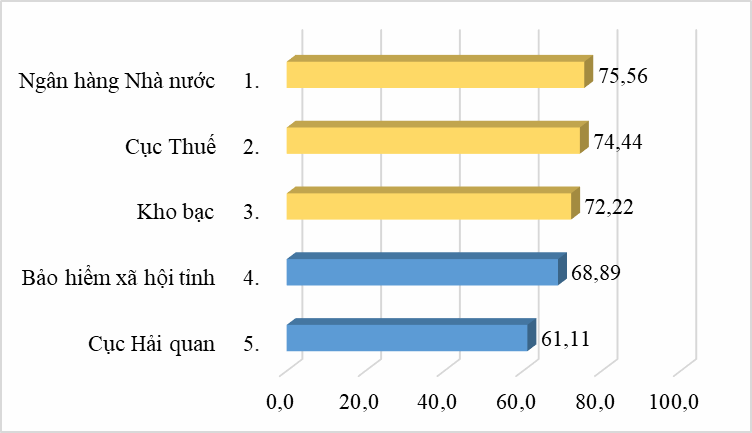 Ngân hàng Nhà nước 1. 75,56
Cục Thuế 2. 74,44
Kho bạc 3. 72,22
Bảo hiểm xã hội tỉnh 4. 68,89
Cục Hải quan 5. 61,11
0,0 20,0 40,0 60,0 80,0 100,0